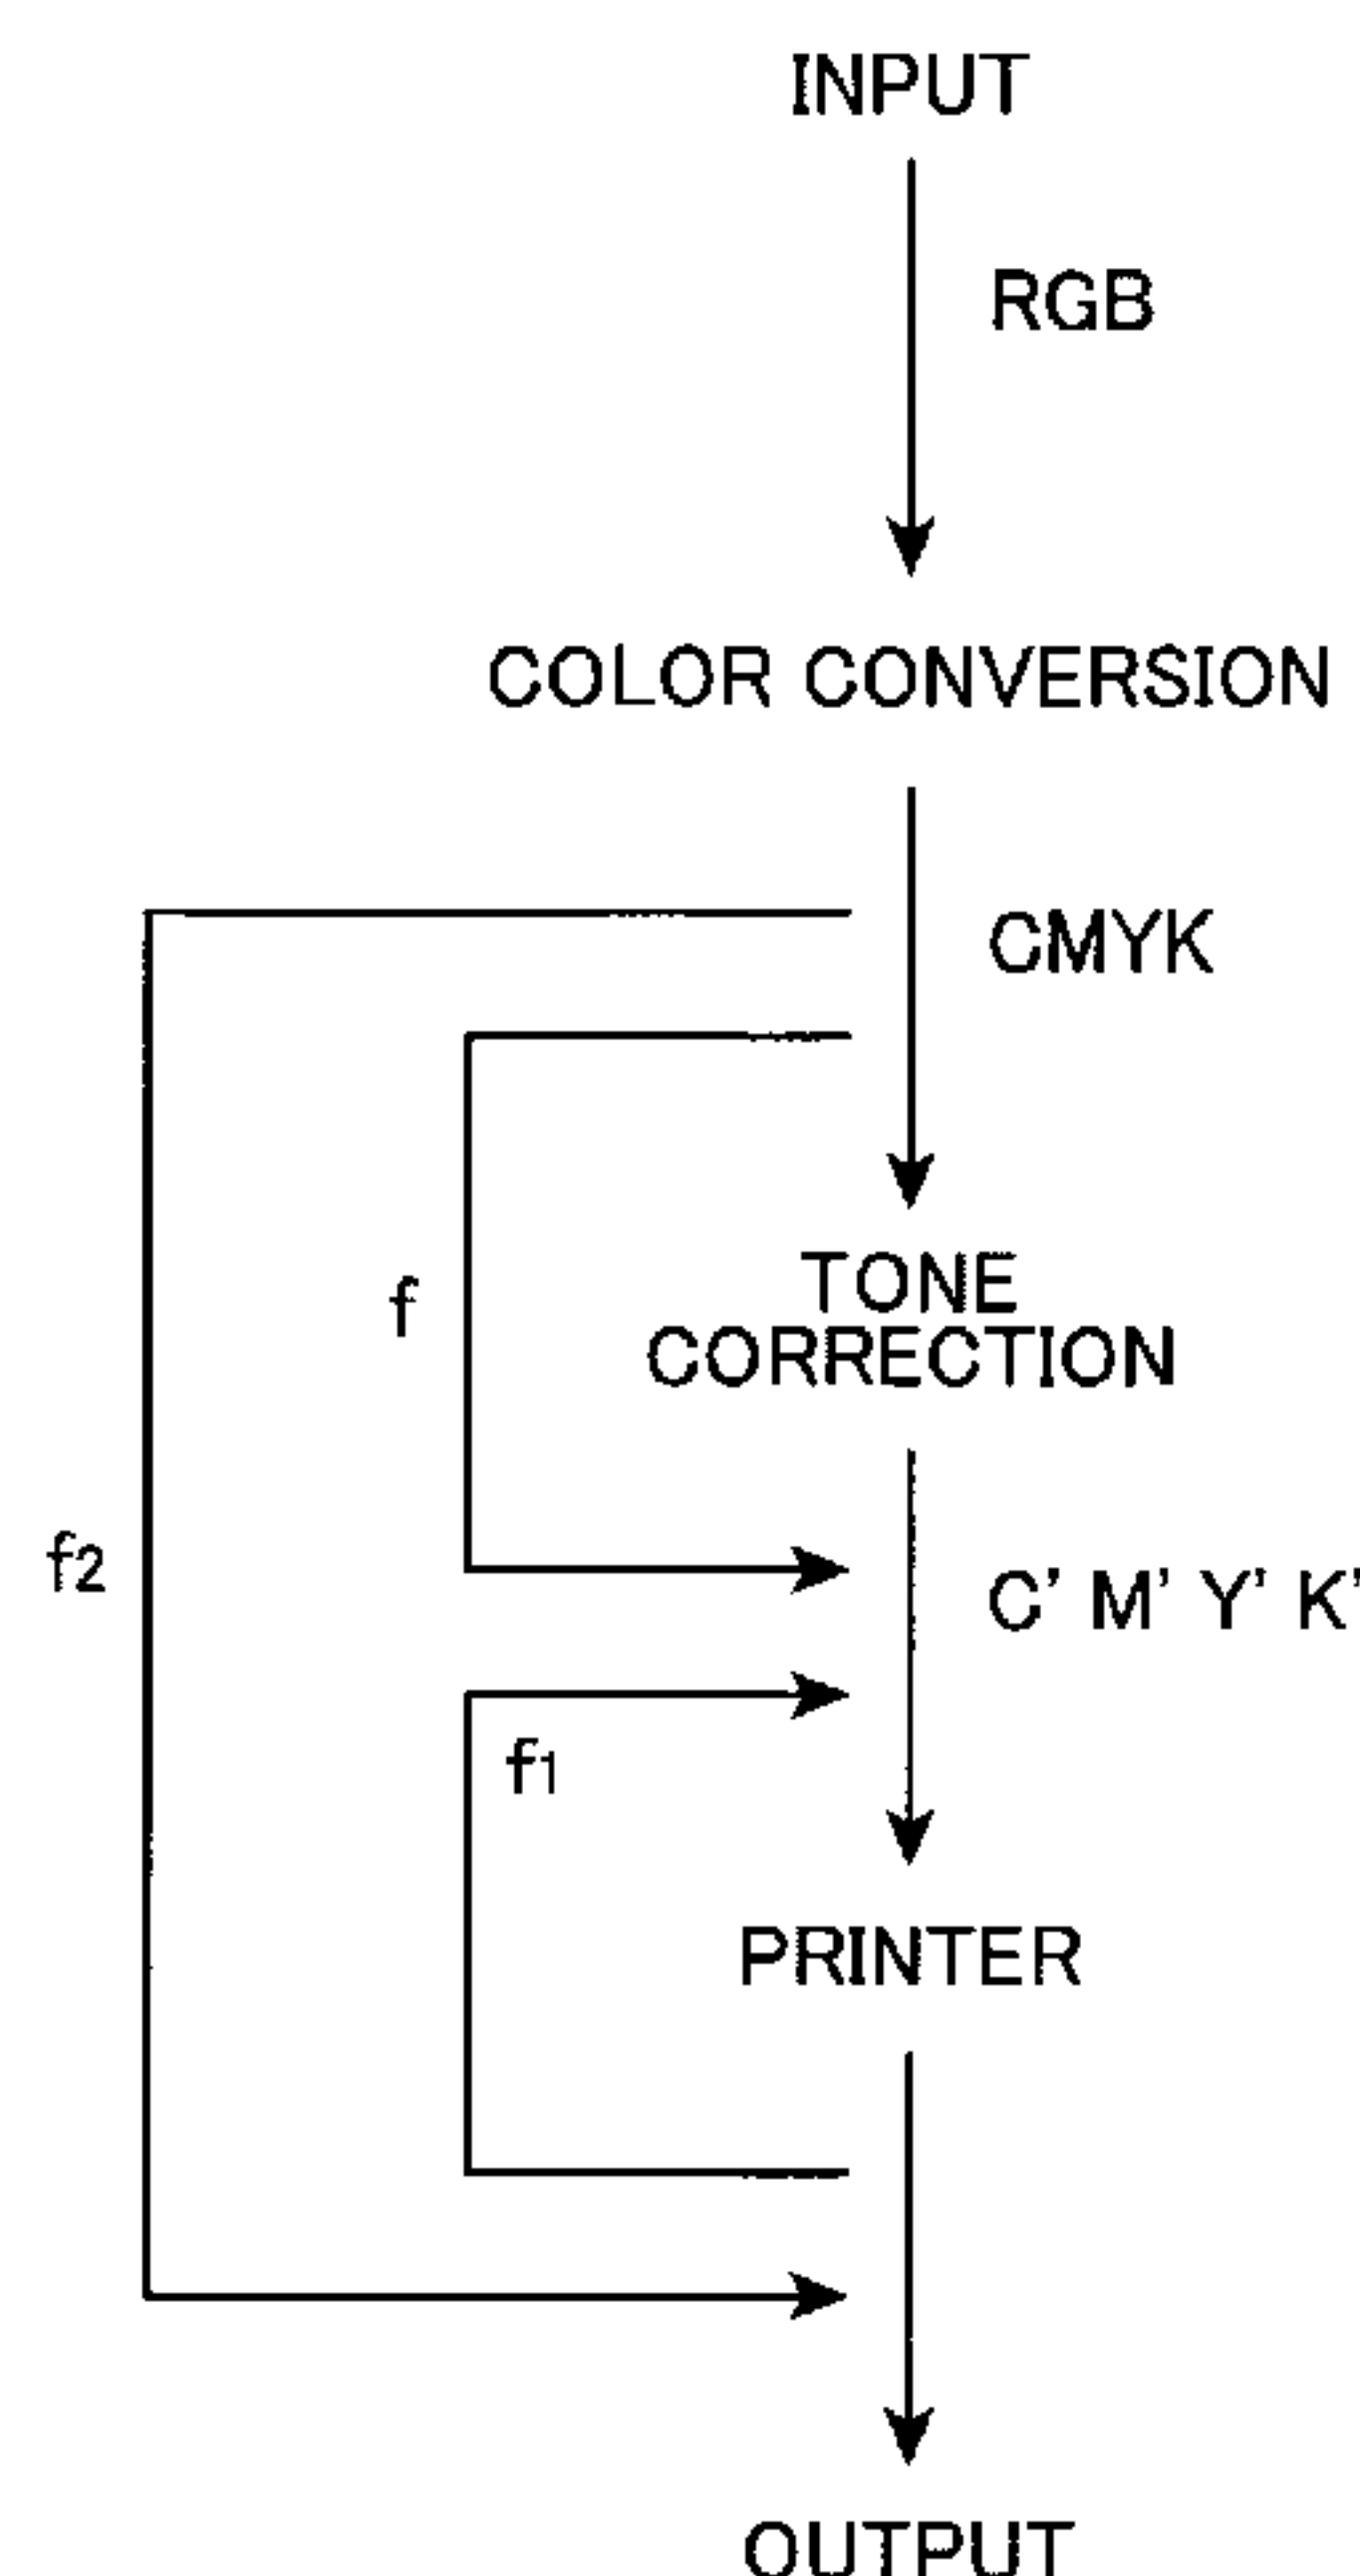 INPUT
RGB
COLOR CONVERSION
CMYK
TONE
CORRECTION
f
f2
C' M' Y' K'
f1
PRINTER
OUTPUT